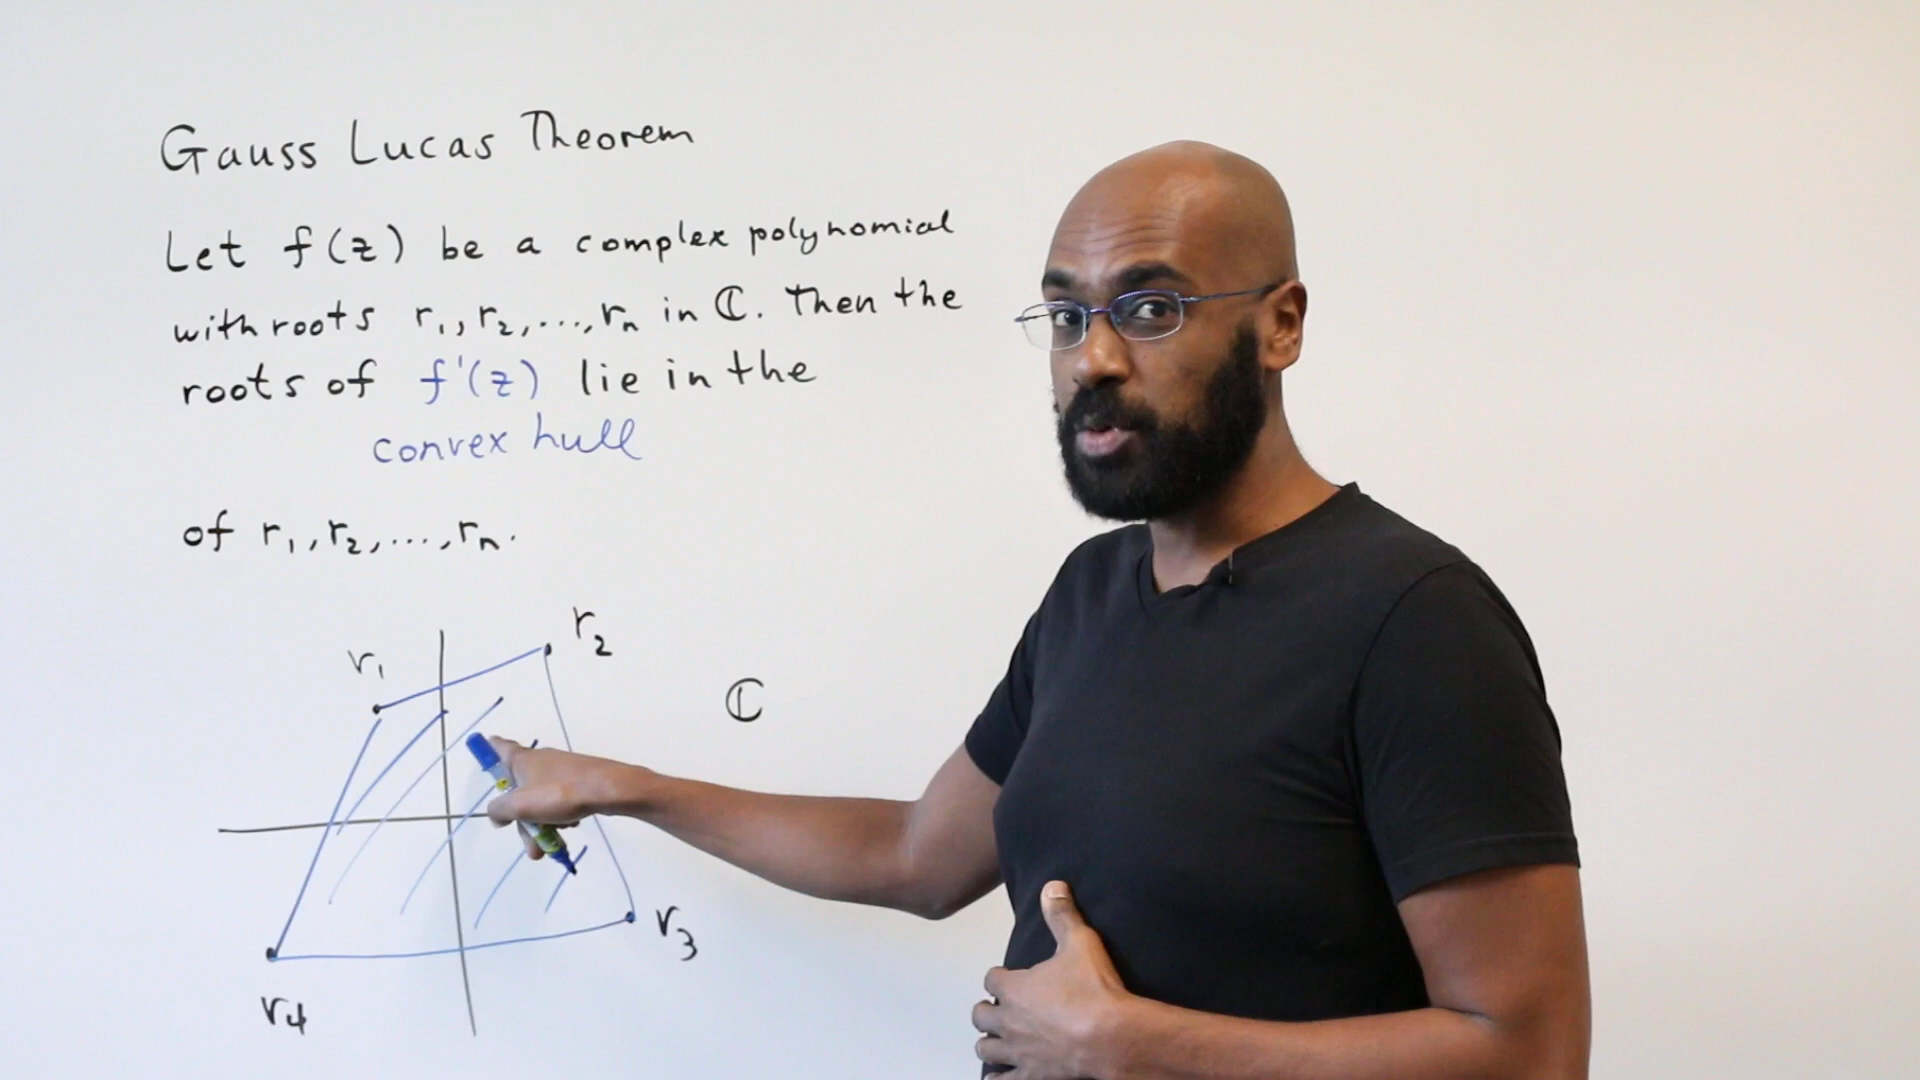 Gauss Lucas Theorem
Let f(z) be a complex polynomial
with roots r₁, r₂, ..., rₙ in ℂ. Then the
roots of f'(z) lie in the
convex hull
of r₁, r₂, ..., rₙ.
r₂
r₁
ℂ
r₃
r₄